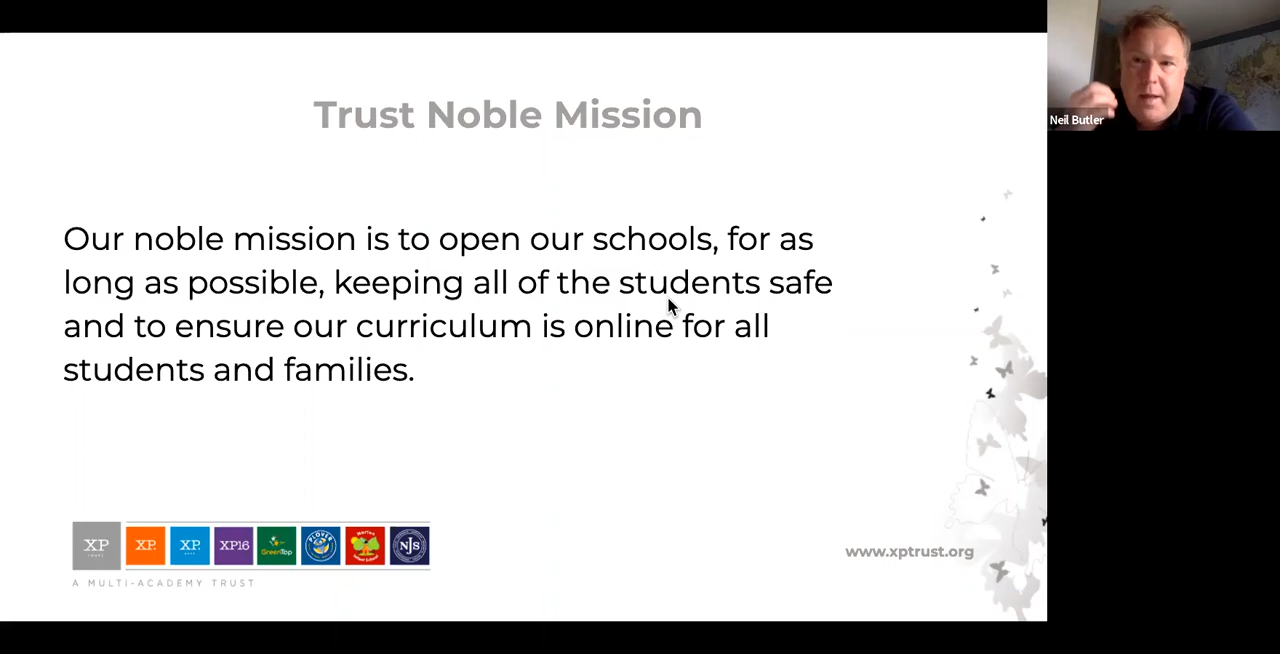 Trust Noble Mission
Neil Butler
Our noble mission is to open our schools, for as
long as possible, keeping all of the students safe
and to ensure our curriculum is online for all
students and families.
XP XP XP XP16 GreenTop PLOVER NJS
www.xptrust.org
A MULTI-ACADEMY TRUST